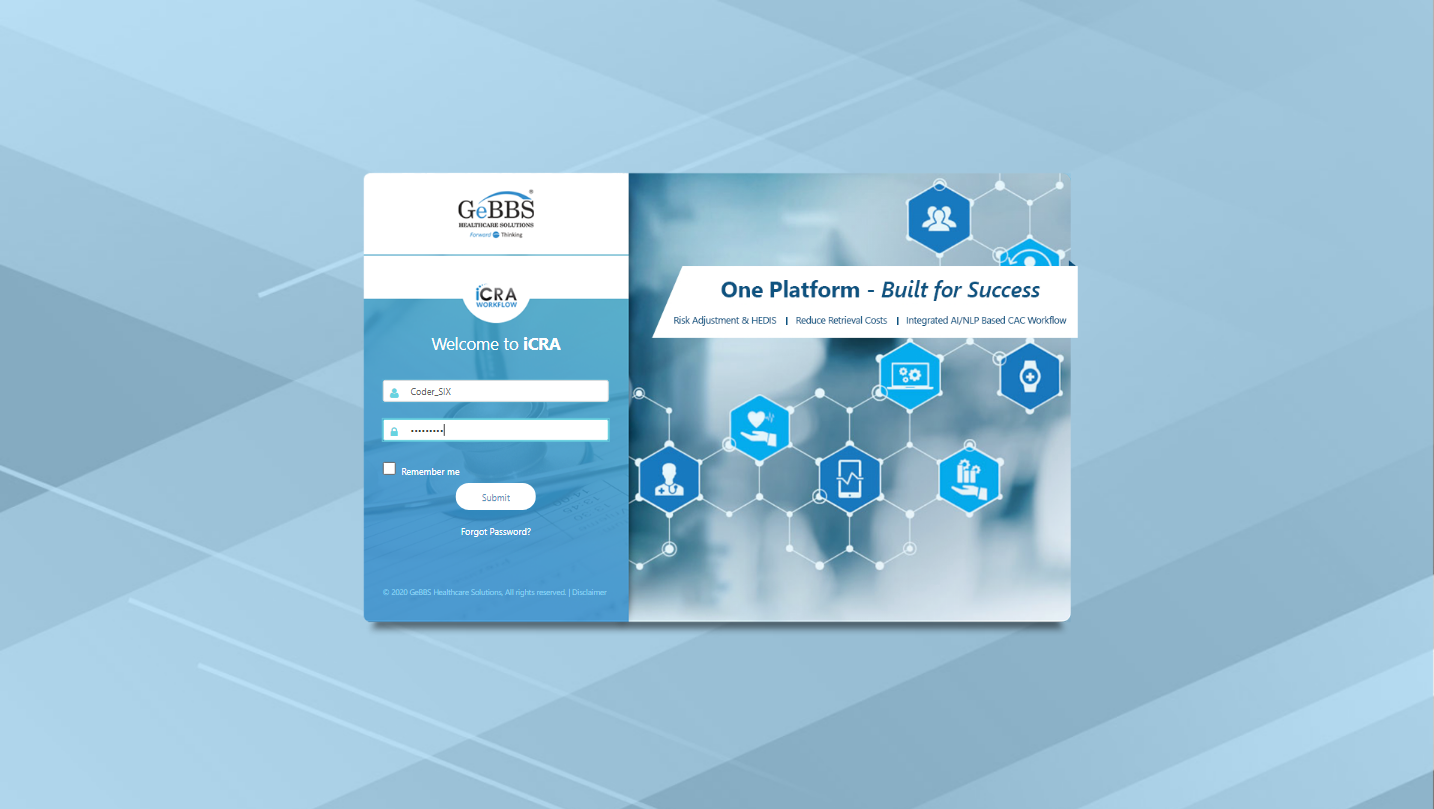 GeBBS®
HEALTHCARE SOLUTIONS
Forward Thinking
iCRA
WORKFLOW
Welcome to iCRA
Coder_SIX
•••••••••
Remember me
Submit
Forgot Password?
© 2020 GeBBS Healthcare Solutions, All rights reserved. | Disclaimer
One Platform - Built for Success
Risk Adjustment & HEDIS | Reduce Retrieval Costs | Integrated AI/NLP Based CAC Workflow